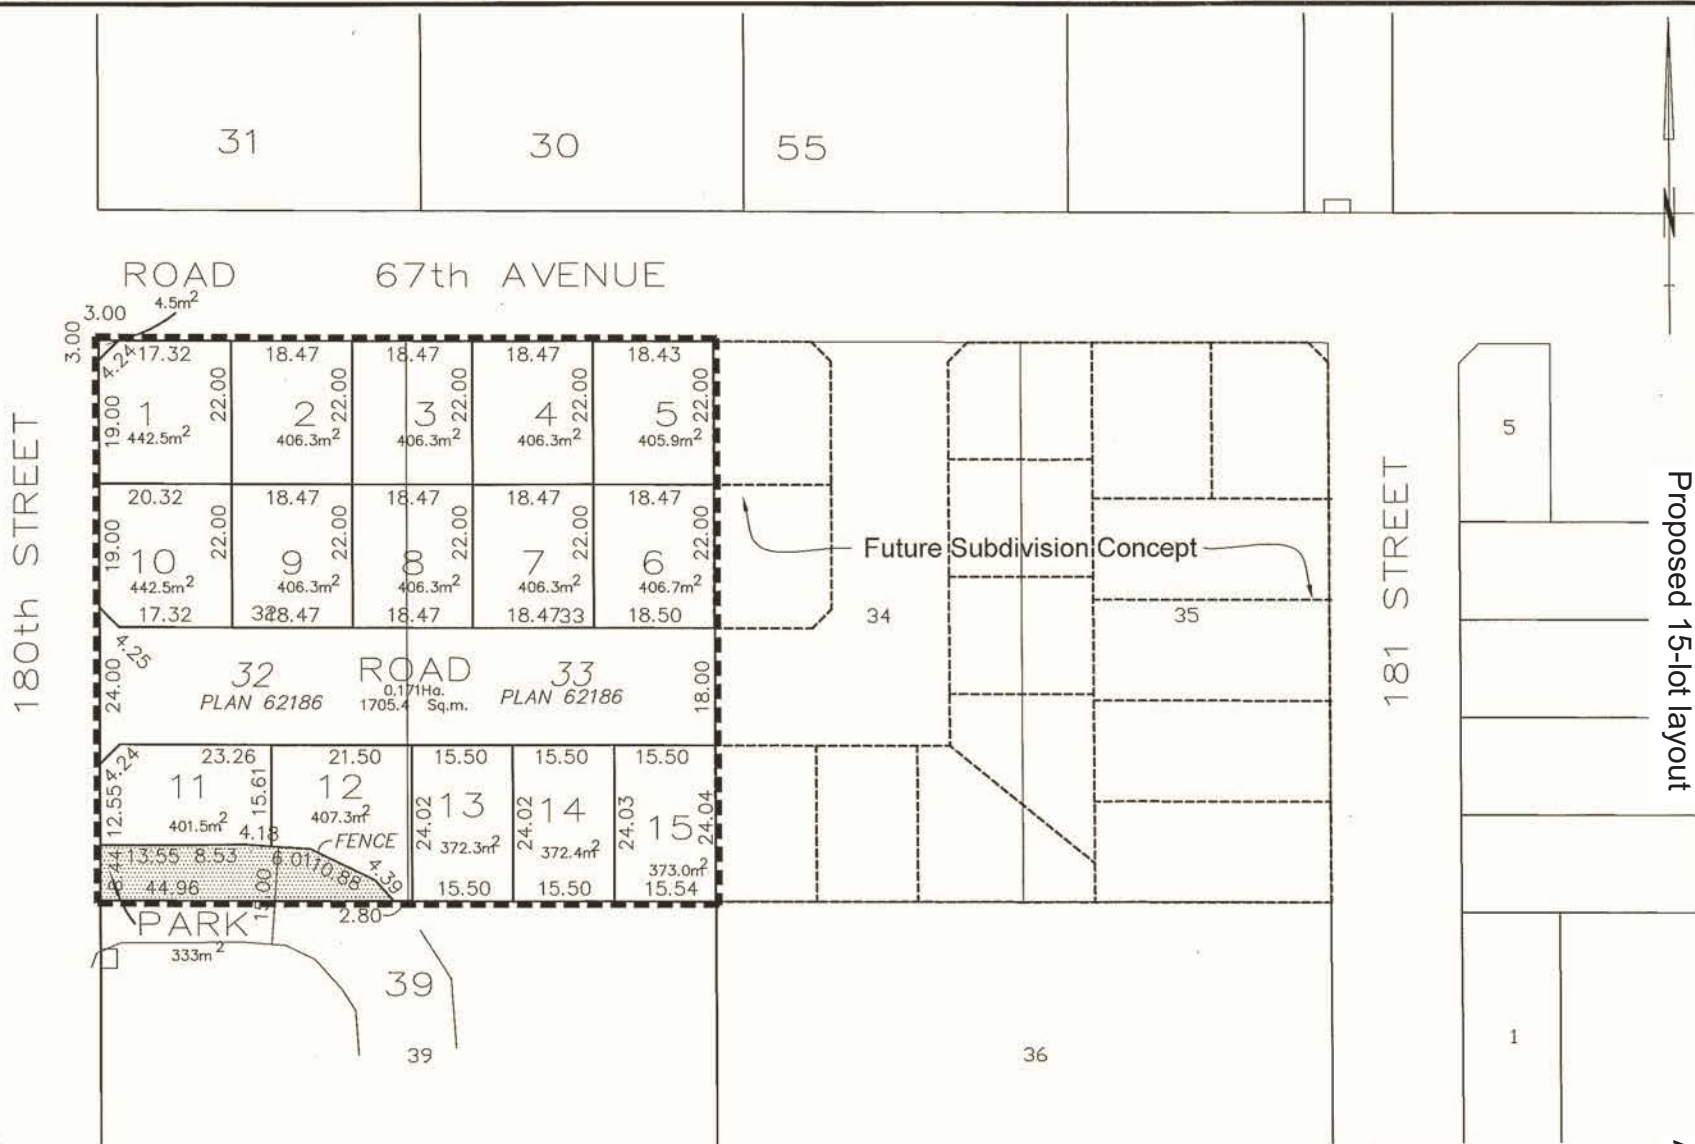 31
30
55
N
ROAD 67th AVENUE
4.5m²
3.00
3.00
4.24
17.32 18.47 18.47 18.47 18.43
19.00 22.00 22.00 22.00 22.00 22.00
1 2 3 4 5
442.5m² 406.3m² 406.3m² 406.3m² 405.9m²
20.32 18.47 18.47 18.47 18.47
19.00 22.00 22.00 22.00 22.00 22.00
10 9 8 7 6
442.5m² 406.3m² 406.3m² 406.3m² 406.7m²
17.32 32 18.47 18.47 18.47 33 18.50
4.25
24.00
32 ROAD 33
PLAN 62186 0.171Ha. PLAN 62186
1705.4 Sq.m.
18.00
4.24
23.26 21.50 15.50 15.50 15.50
12.55 15.61 24.02 24.02 24.03 24.04
11 12 13 14 15
401.5m² 407.3m² 372.3m² 372.4m² 373.0m²
4.18 FENCE
13.55 8.53 6.01 10.88 4.39
8.44
44.96
15.00
15.50 15.50 15.54
PARK
333m²
2.80
39
39
180th STREET
Future Subdivision Concept
34
35
36
181 STREET
5
1
Proposed 15-lot layout